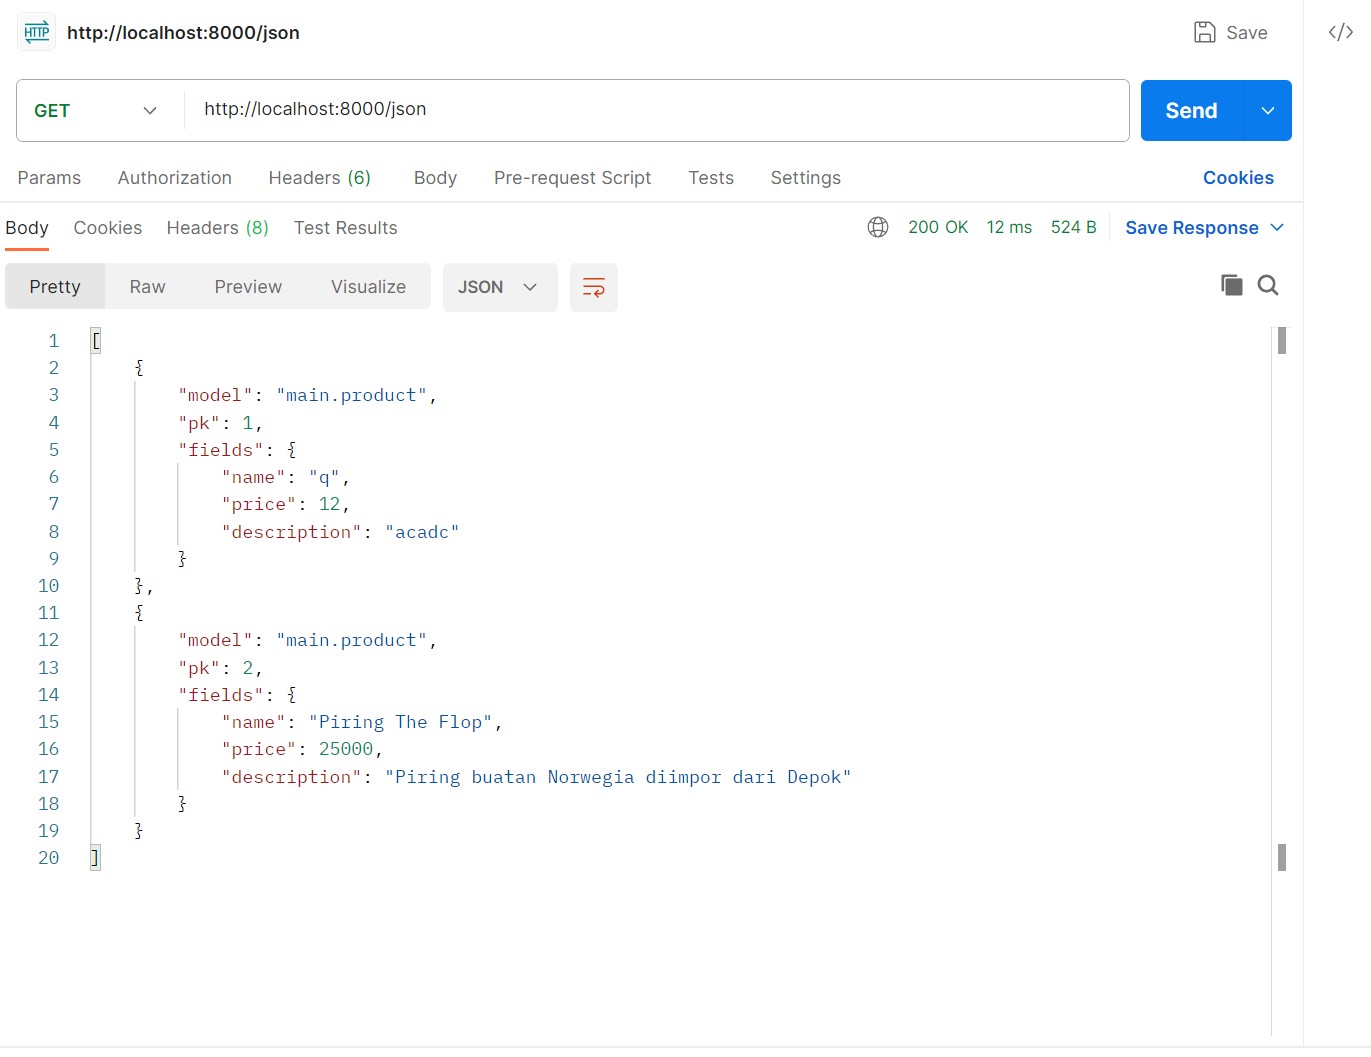 HTTP http://localhost:8000/json Save </>
GET http://localhost:8000/json Send
Params Authorization Headers (6) Body Pre-request Script Tests Settings Cookies
Body Cookies Headers (8) Test Results 200 OK 12 ms 524 B Save Response
Pretty Raw Preview Visualize JSON
1 [
2 {
3 "model": "main.product",
4 "pk": 1,
5 "fields": {
6 "name": "q",
7 "price": 12,
8 "description": "acadc"
9 }
10 },
11 {
12 "model": "main.product",
13 "pk": 2,
14 "fields": {
15 "name": "Piring The Flop",
16 "price": 25000,
17 "description": "Piring buatan Norwegia diimpor dari Depok"
18 }
19 }
20 ]